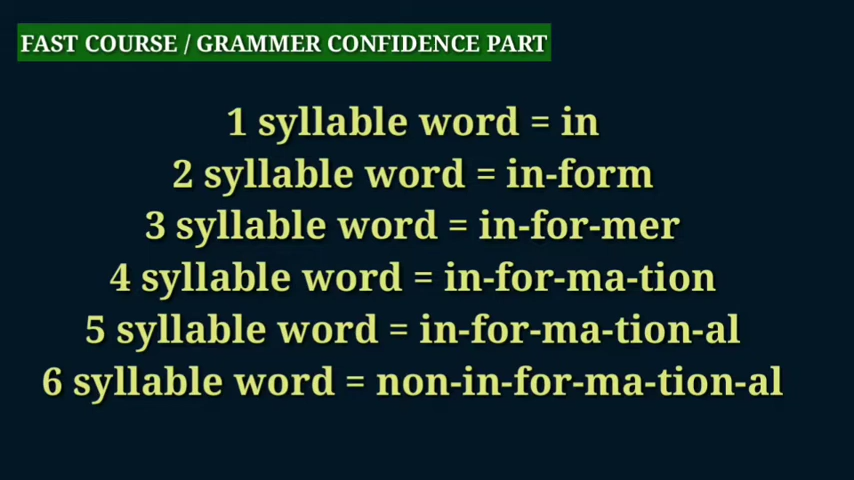 FAST COURSE / GRAMMER CONFIDENCE PART
1 syllable word = in
2 syllable word = in-form
3 syllable word = in-for-mer
4 syllable word = in-for-ma-tion
5 syllable word = in-for-ma-tion-al
6 syllable word = non-in-for-ma-tion-al